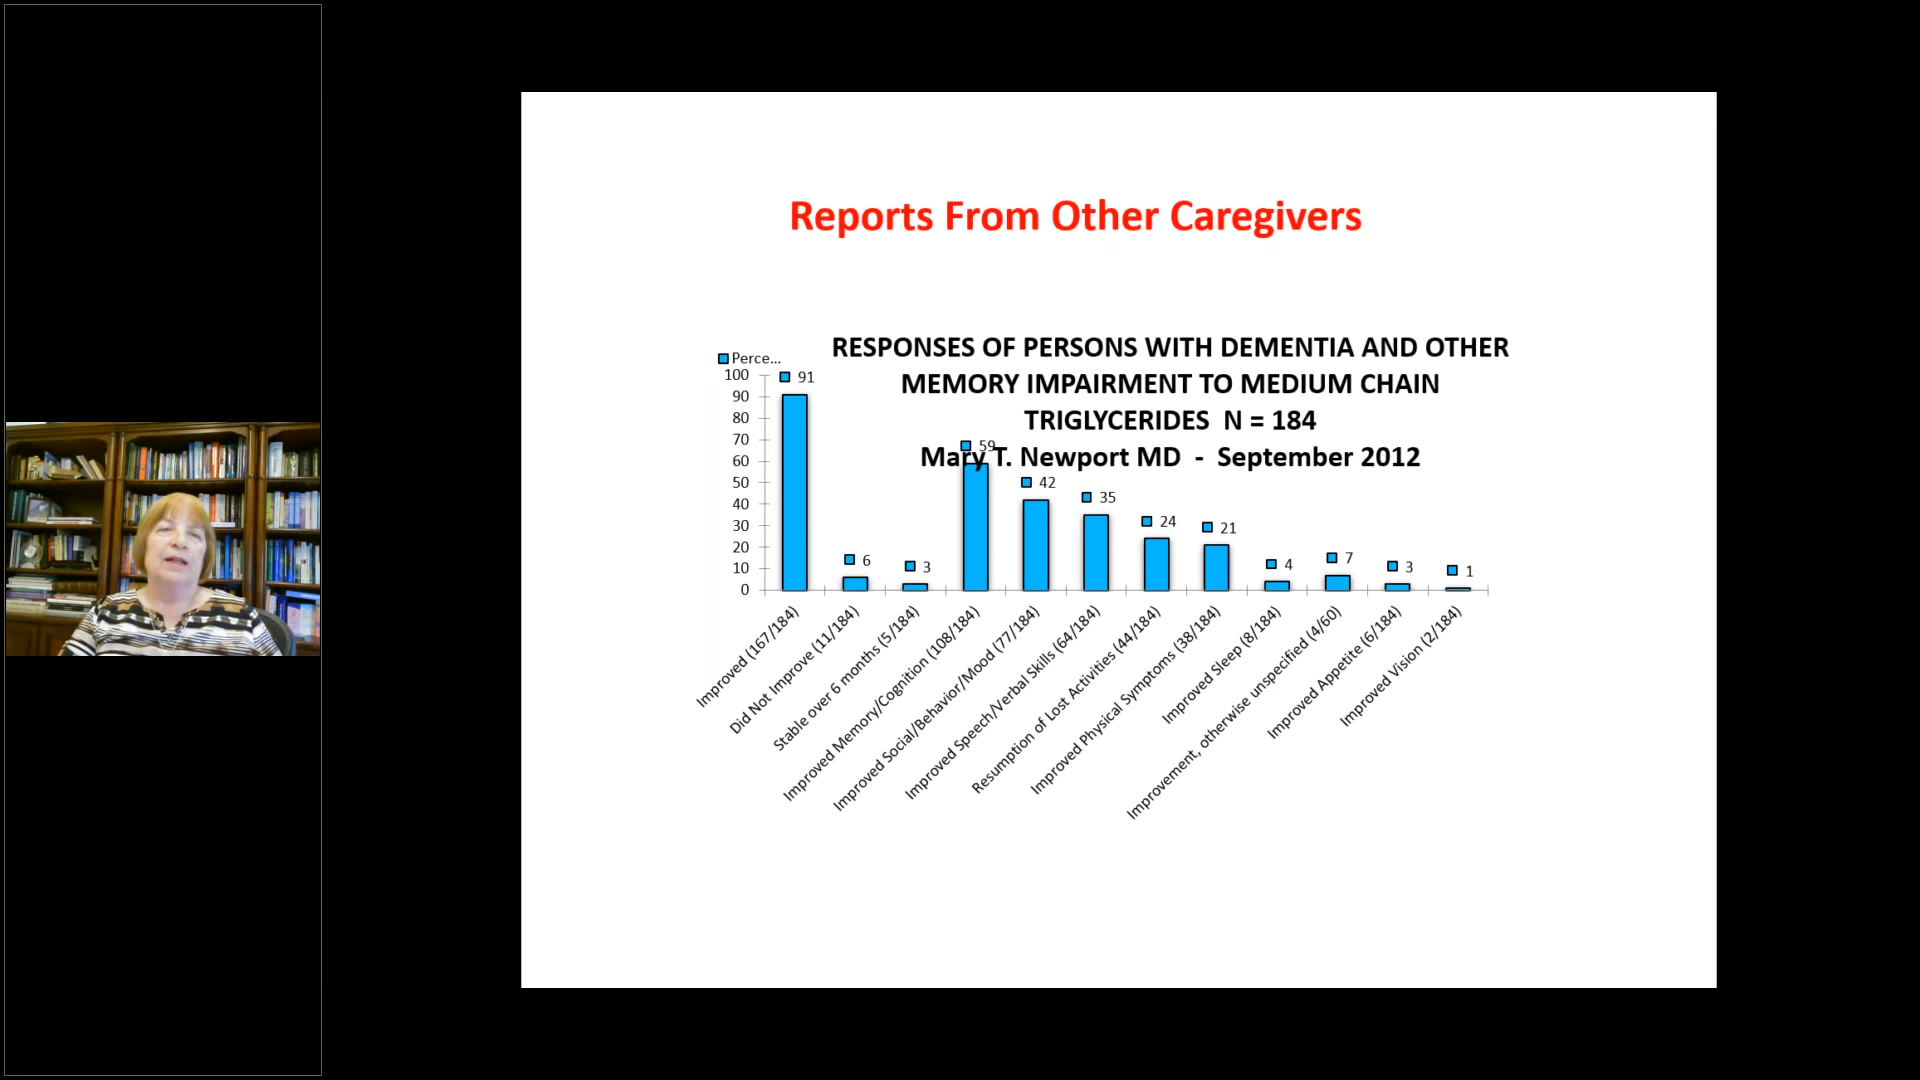 Reports From Other Caregivers
RESPONSES OF PERSONS WITH DEMENTIA AND OTHER
MEMORY IMPAIRMENT TO MEDIUM CHAIN
TRIGLYCERIDES N = 184
Mary T. Newport MD - September 2012
Perce...
100
90
80
70
60
50
40
30
20
10
0
91
6
3
59
42
35
24
21
4
7
3
1
Improved (167/184)
Did Not Improve (11/184)
Stable over 6 months (5/184)
Improved Memory/Cognition (108/184)
Improved Social/Behavior/Mood (77/184)
Improved Speech/Verbal Skills (64/184)
Resumption of Lost Activities (44/184)
Improved Physical Symptoms (38/184)
Improved Sleep (8/184)
Improvement, otherwise unspecified (4/60)
Improved Appetite (6/184)
Improved Vision (2/184)